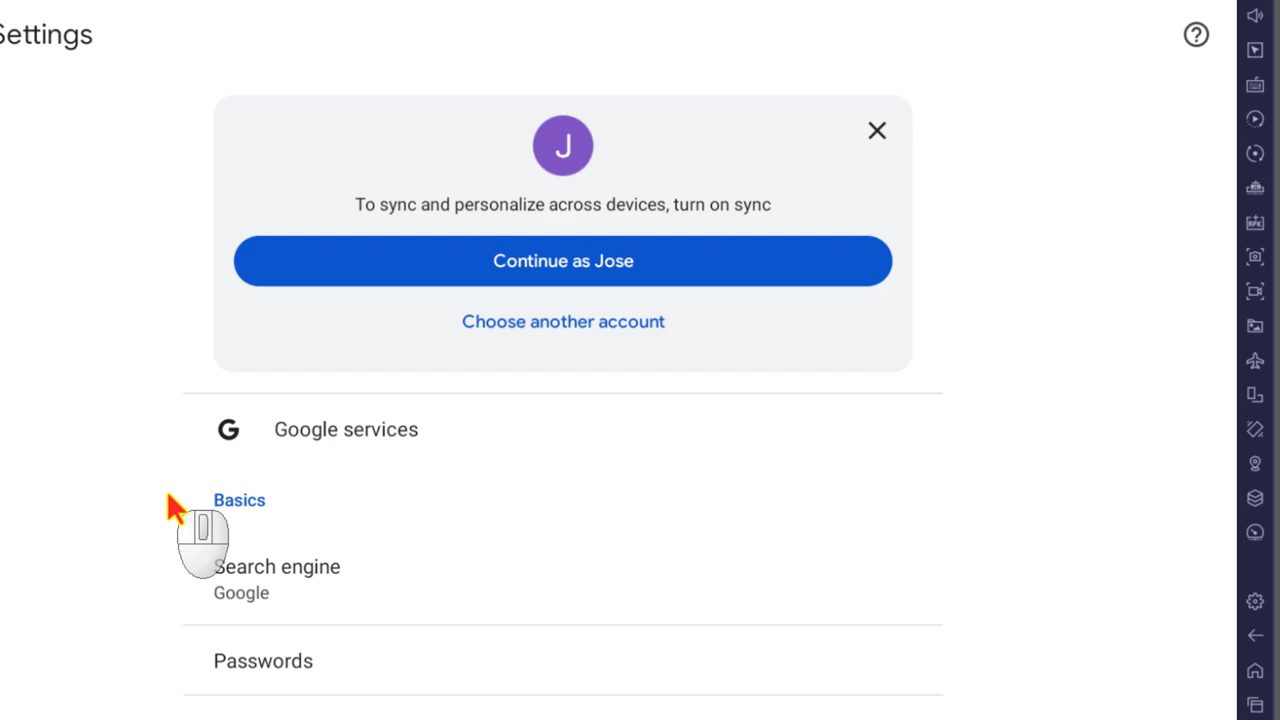 Settings
J
To sync and personalize across devices, turn on sync
Continue as Jose
Choose another account
G
Google services
Basics
Search engine
Google
Passwords